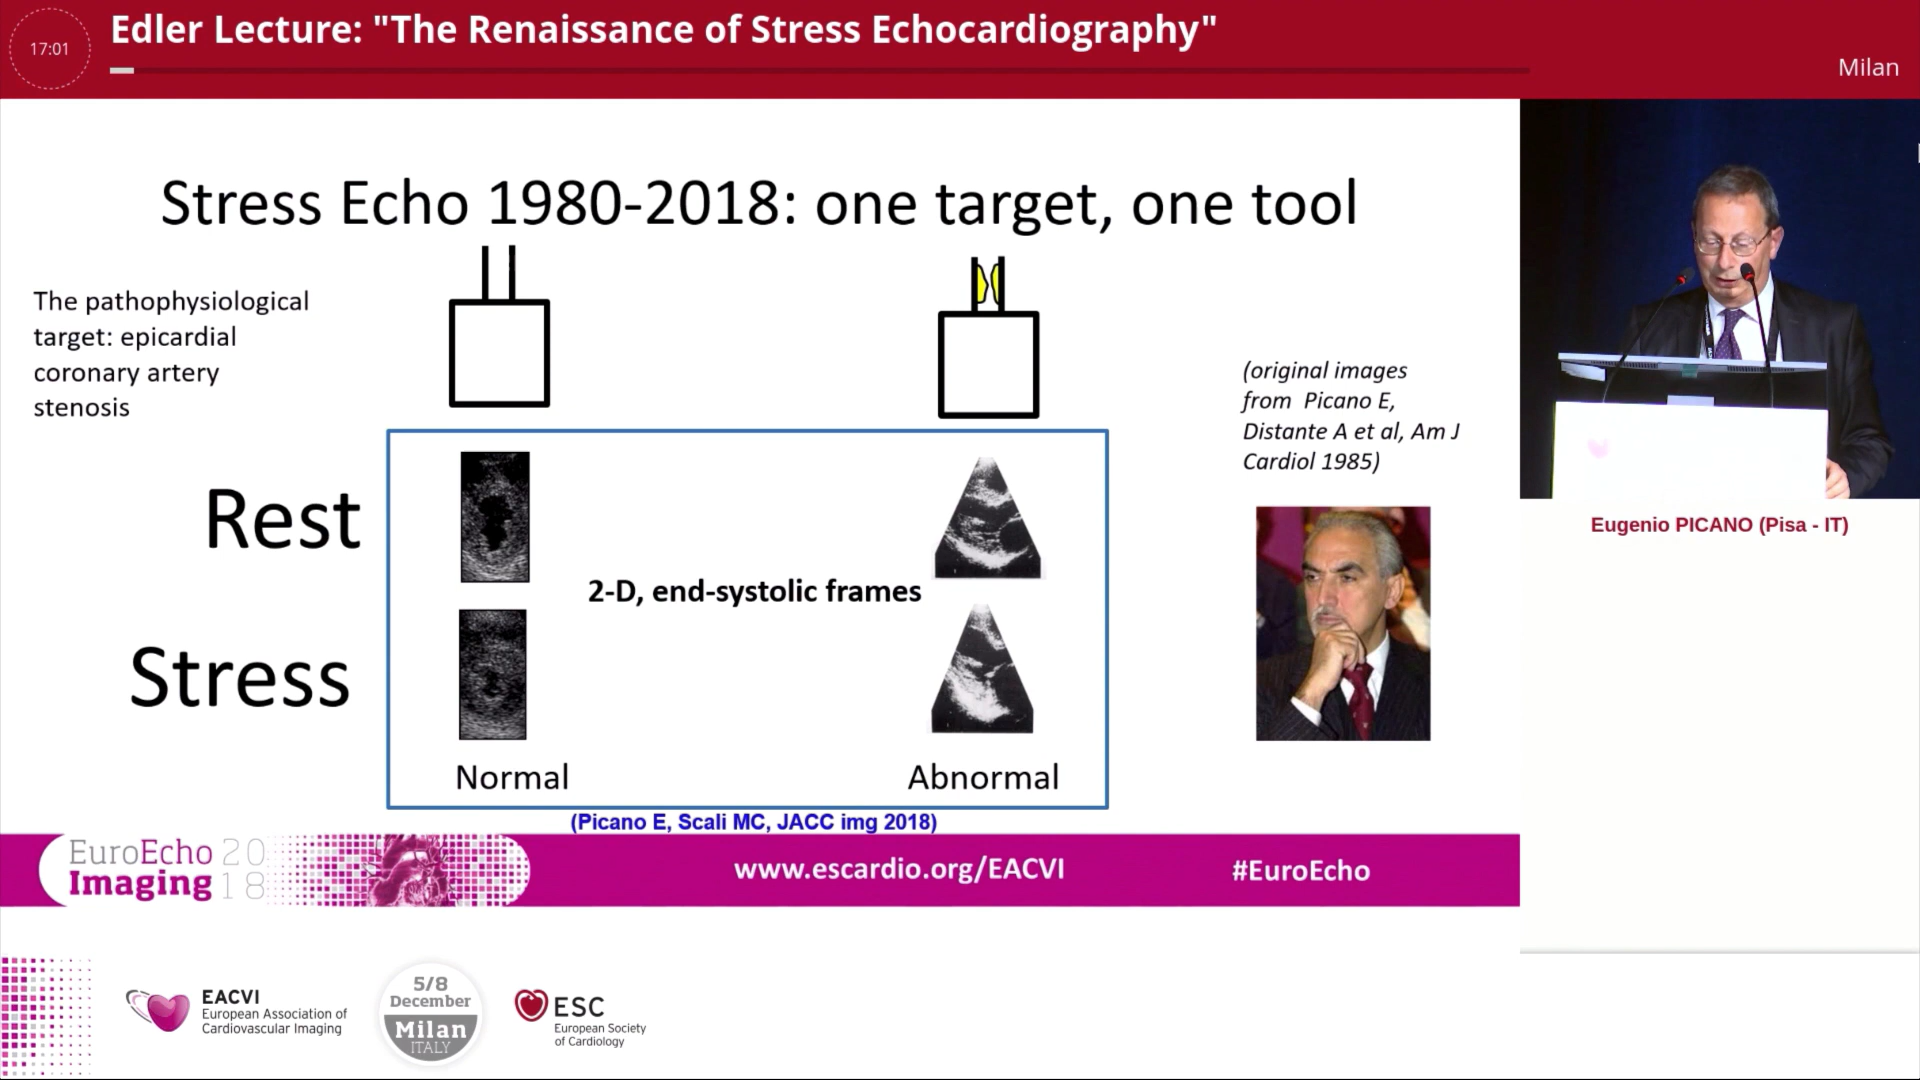 17:01
Edler Lecture: "The Renaissance of Stress Echocardiography"
Milan
Stress Echo 1980-2018: one target, one tool
The pathophysiological
target: epicardial
coronary artery
stenosis
(original images
from Picano E,
Distante A et al, Am J
Cardiol 1985)
Rest
2-D, end-systolic frames
Stress
Normal
Abnormal
(Picano E, Scali MC, JACC img 2018)
Eugenio PICANO (Pisa - IT)
EuroEcho 20
Imaging 18
www.escardio.org/EACVI
#EuroEcho
EACVI
European Association of
Cardiovascular Imaging
5/8
December
Milan
ITALY
ESC
European Society
of Cardiology